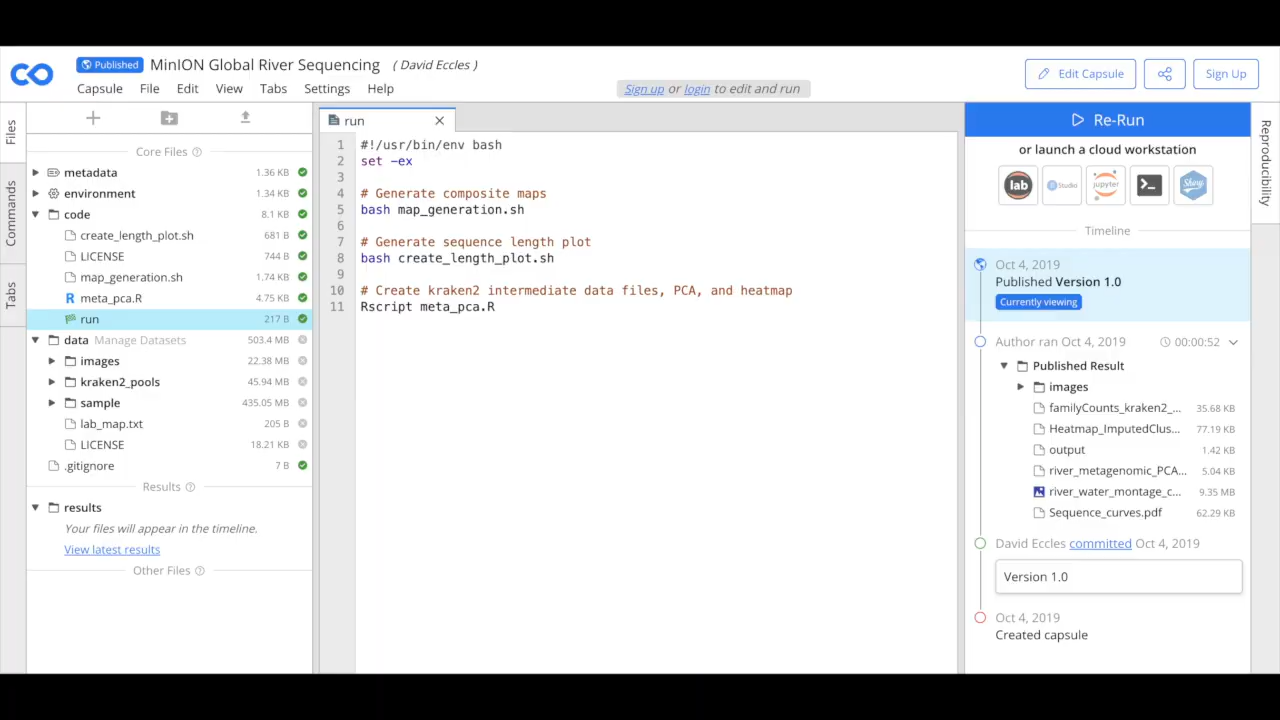 Published MinION Global River Sequencing ( David Eccles )
Capsule File Edit View Tabs Settings Help
Sign up or login to edit and run
Edit Capsule
Sign Up
Files
Commands
Tabs
Core Files
metadata 1.36 KB
environment 1.34 KB
code 8.1 KB
create_length_plot.sh 681 B
LICENSE 744 B
map_generation.sh 1.74 KB
R meta_pca.R 4.75 KB
run 217 B
data Manage Datasets 503.4 MB
images 22.38 MB
kraken2_pools 45.94 MB
sample 435.05 MB
lab_map.txt 205 B
LICENSE 18.21 KB
.gitignore 7 B
Results
results
Your files will appear in the timeline.
View latest results
Other Files
run
1 #!/usr/bin/env bash
2 set -ex
3
4 # Generate composite maps
5 bash map_generation.sh
6
7 # Generate sequence length plot
8 bash create_length_plot.sh
9
10 # Create kraken2 intermediate data files, PCA, and heatmap
11 Rscript meta_pca.R
Re-Run
or launch a cloud workstation
lab
R Studio
jupyter
Shiny
Timeline
Oct 4, 2019
Published Version 1.0
Currently viewing
Author ran Oct 4, 2019 00:00:52
Published Result
images
familyCounts_kraken2_... 35.68 KB
Heatmap_ImputedClus... 77.19 KB
output 1.42 KB
river_metagenomic_PCA... 5.04 KB
river_water_montage_c... 9.35 MB
Sequence_curves.pdf 62.29 KB
David Eccles committed Oct 4, 2019
Version 1.0
Oct 4, 2019
Created capsule
Reproducibility